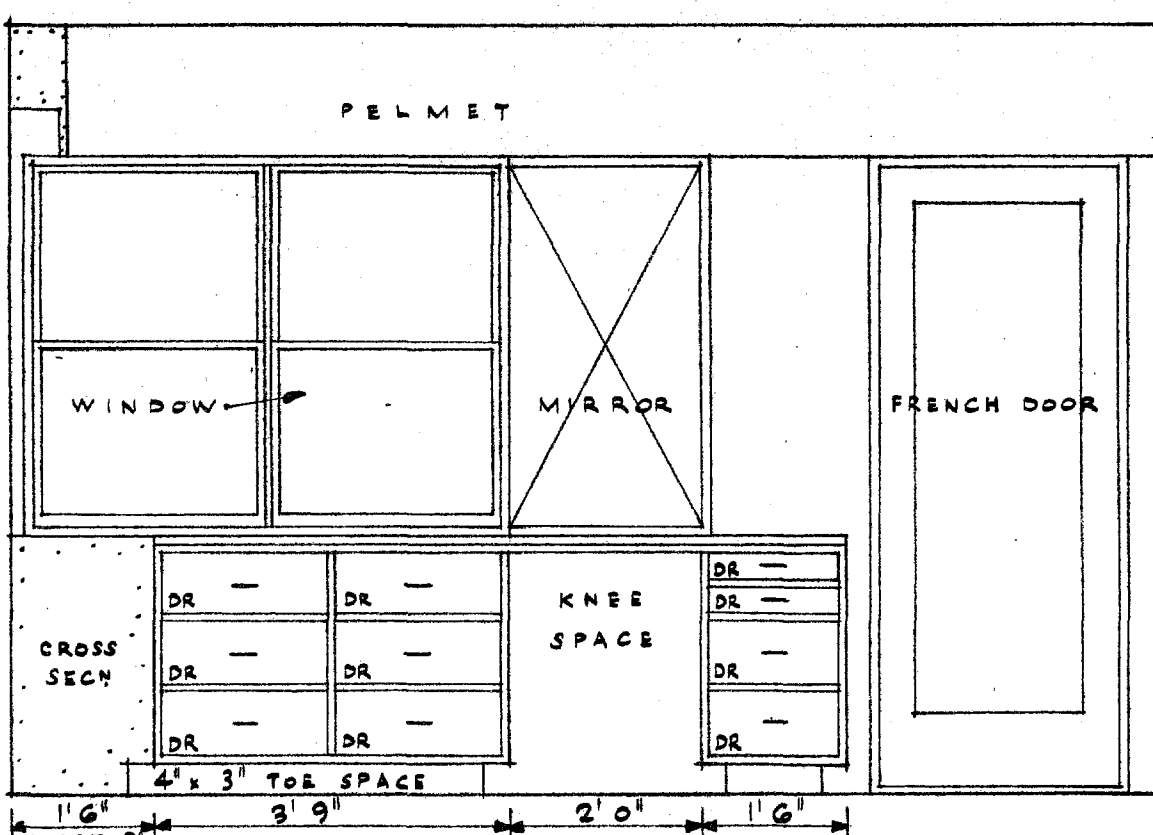 PELMET
WINDOW
MIRROR
FRENCH DOOR
DR
DR
DR
DR
KNEE
SPACE
CROSS
SECN
DR
DR
DR
DR
DR
DR
4" x 3" TOE SPACE
1'6"
3'9"
2'0"
1'6"